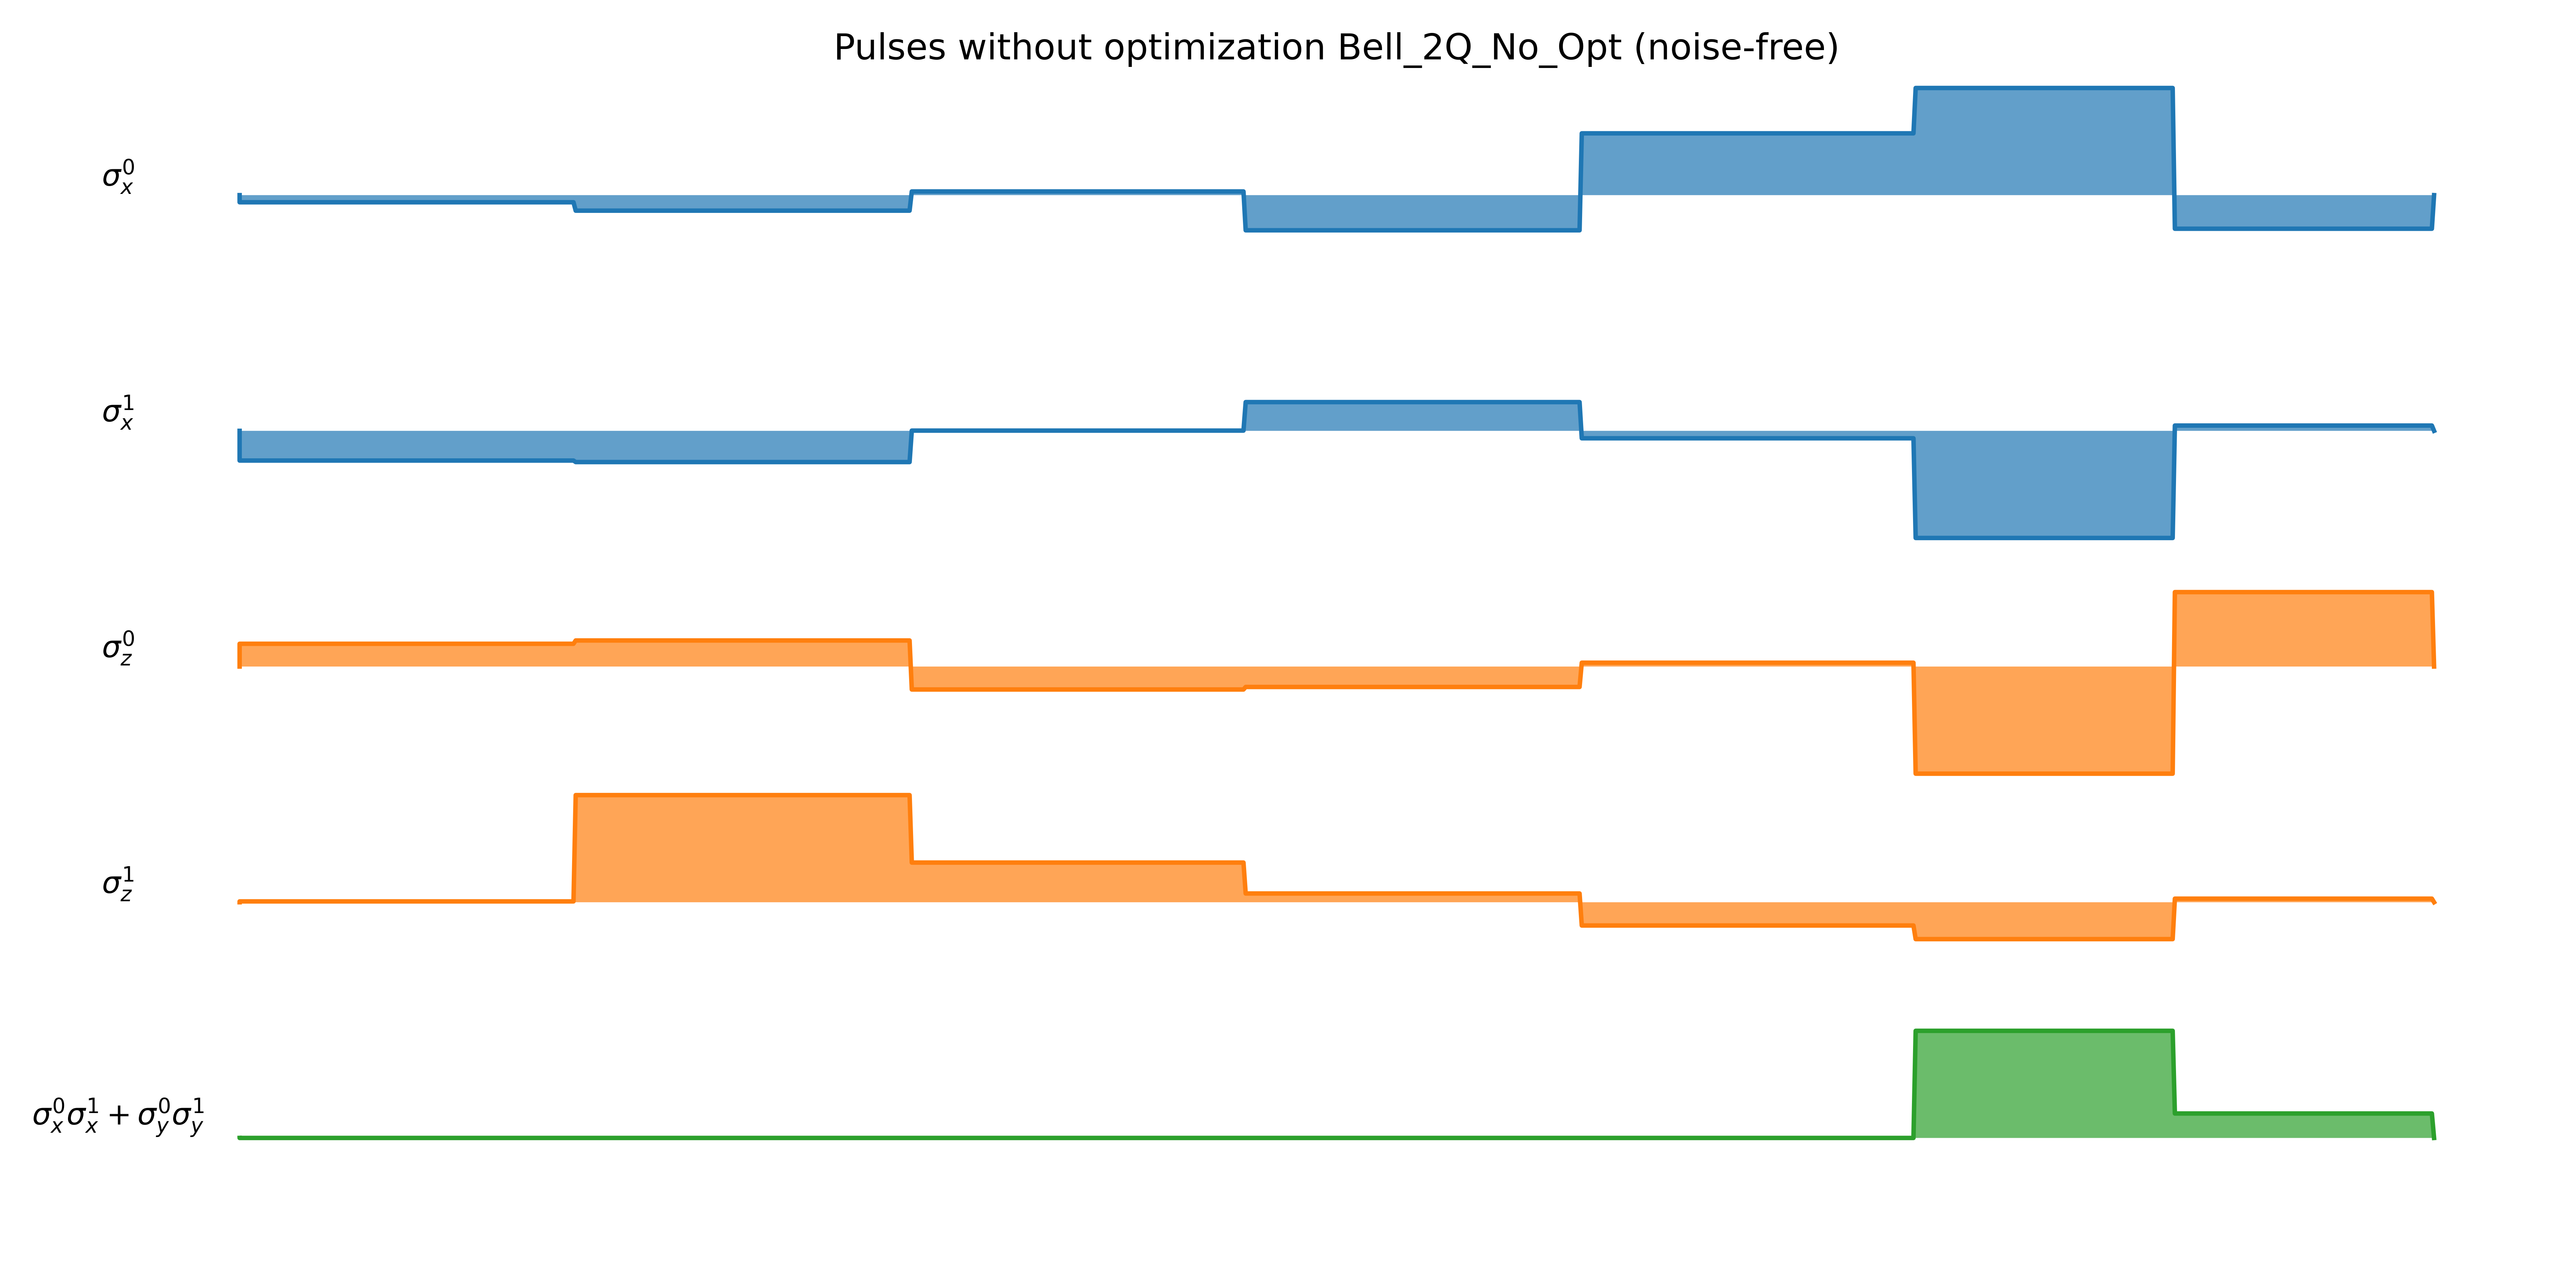 Pulses without optimization Bell_2Q_No_Opt (noise-free)
σ_x^0
σ_x^1
σ_z^0
σ_z^1
σ_x^0σ_x^1 + σ_y^0σ_y^1